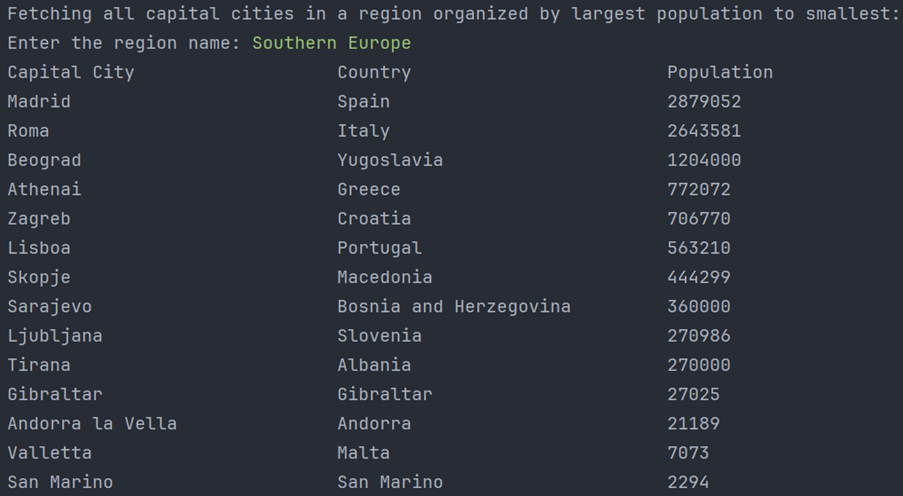 Fetching all capital cities in a region organized by largest population to smallest:
Enter the region name: Southern Europe
Capital City Country Population
Madrid Spain 2879052
Roma Italy 2643581
Beograd Yugoslavia 1204000
Athenai Greece 772072
Zagreb Croatia 706770
Lisboa Portugal 563210
Skopje Macedonia 444299
Sarajevo Bosnia and Herzegovina 360000
Ljubljana Slovenia 270986
Tirana Albania 270000
Gibraltar Gibraltar 27025
Andorra la Vella Andorra 21189
Valletta Malta 7073
San Marino San Marino 2294